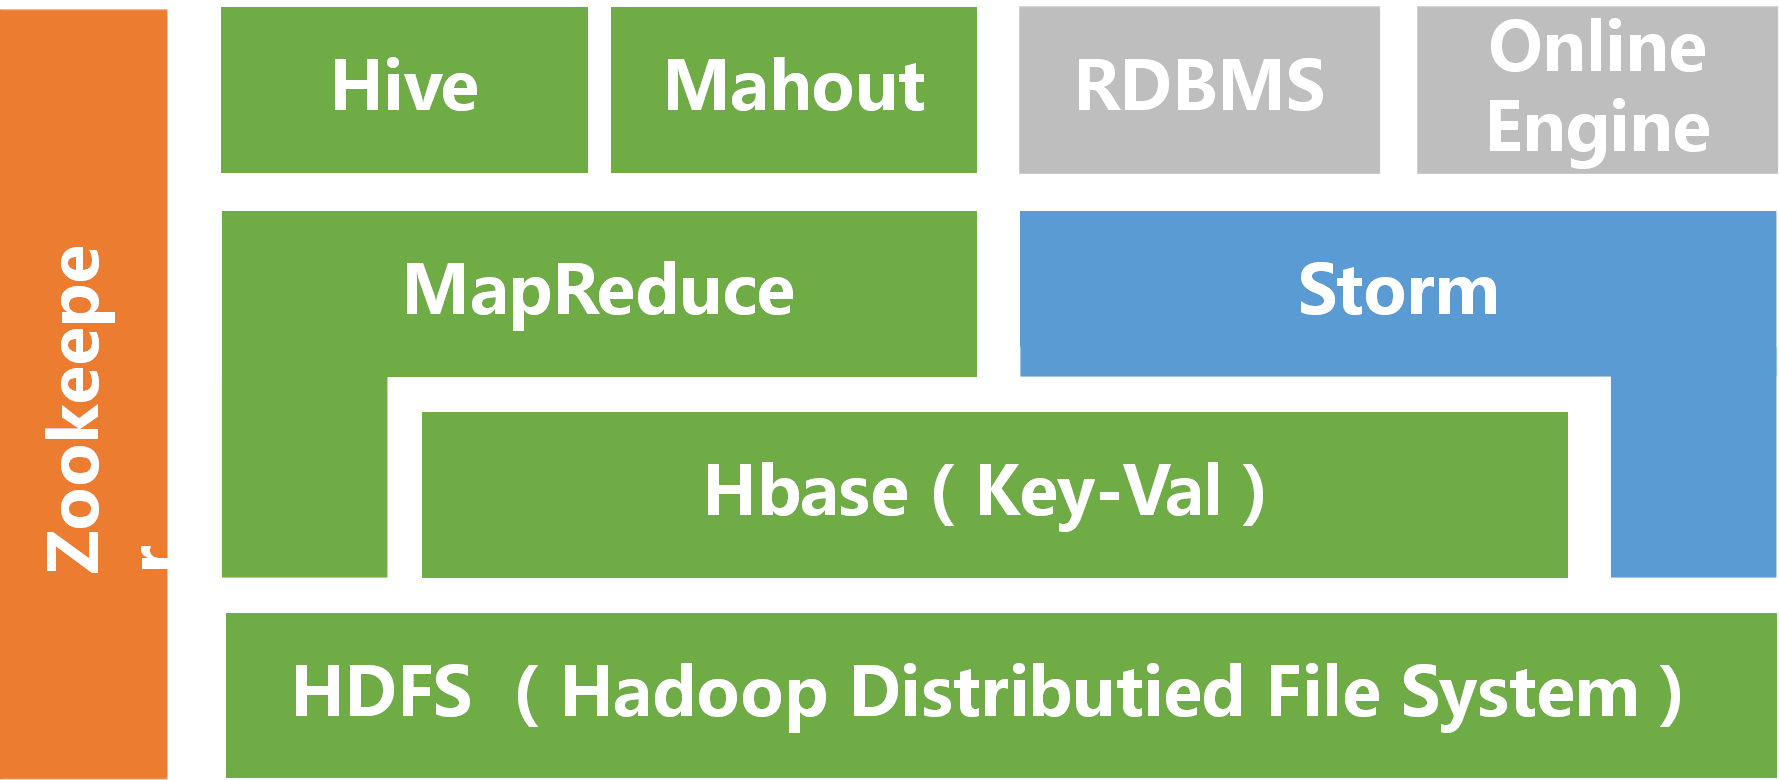 Zookeepe
r
Hive
Mahout
RDBMS
Online
Engine
MapReduce
Storm
Hbase（Key-Val）
HDFS （Hadoop Distributied File System）